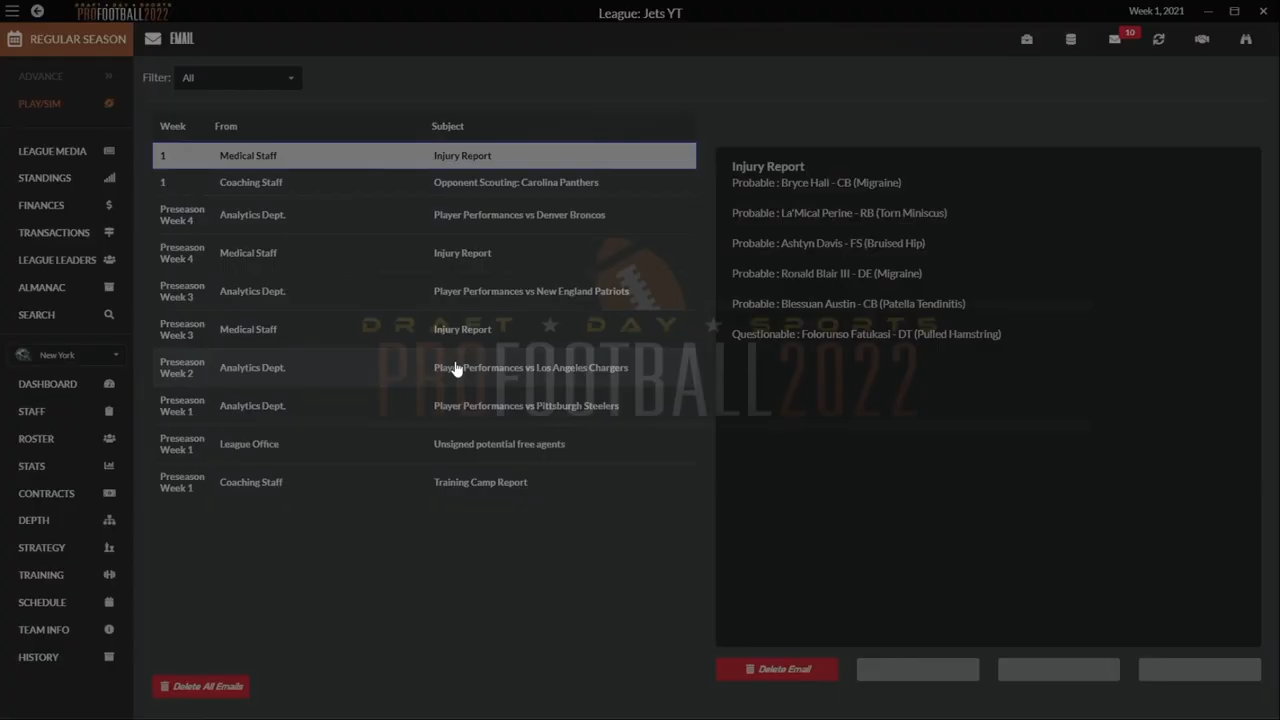 DRAFT DAY SPORTS
PROFOOTBALL2022
League: Jets YT
Week 1, 2021
REGULAR SEASON
EMAIL
10
ADVANCE
PLAY/SIM
LEAGUE MEDIA
STANDINGS
FINANCES
TRANSACTIONS
LEAGUE LEADERS
ALMANAC
SEARCH
New York
DASHBOARD
STAFF
ROSTER
STATS
CONTRACTS
DEPTH
STRATEGY
TRAINING
SCHEDULE
TEAM INFO
HISTORY
Filter: All
Week From Subject
1 Medical Staff Injury Report
1 Coaching Staff Opponent Scouting: Carolina Panthers
Preseason Week 4 Analytics Dept. Player Performances vs Denver Broncos
Preseason Week 4 Medical Staff Injury Report
Preseason Week 3 Analytics Dept. Player Performances vs New England Patriots
Preseason Week 3 Medical Staff Injury Report
Preseason Week 2 Analytics Dept. Player Performances vs Los Angeles Chargers
Preseason Week 1 Analytics Dept. Player Performances vs Pittsburgh Steelers
Preseason Week 1 League Office Unsigned potential free agents
Preseason Week 1 Coaching Staff Training Camp Report
Delete All Emails
Injury Report
Probable : Bryce Hall - CB (Migraine)
Probable : La'Mical Perine - RB (Torn Miniscus)
Probable : Ashtyn Davis - FS (Bruised Hip)
Probable : Ronald Blair III - DE (Migraine)
Probable : Blessuan Austin - CB (Patella Tendinitis)
Questionable : Folorunso Fatukasi - DT (Pulled Hamstring)
Delete Email
DRAFT ★ DAY ★ SPORTS
PROFOOTBALL2022